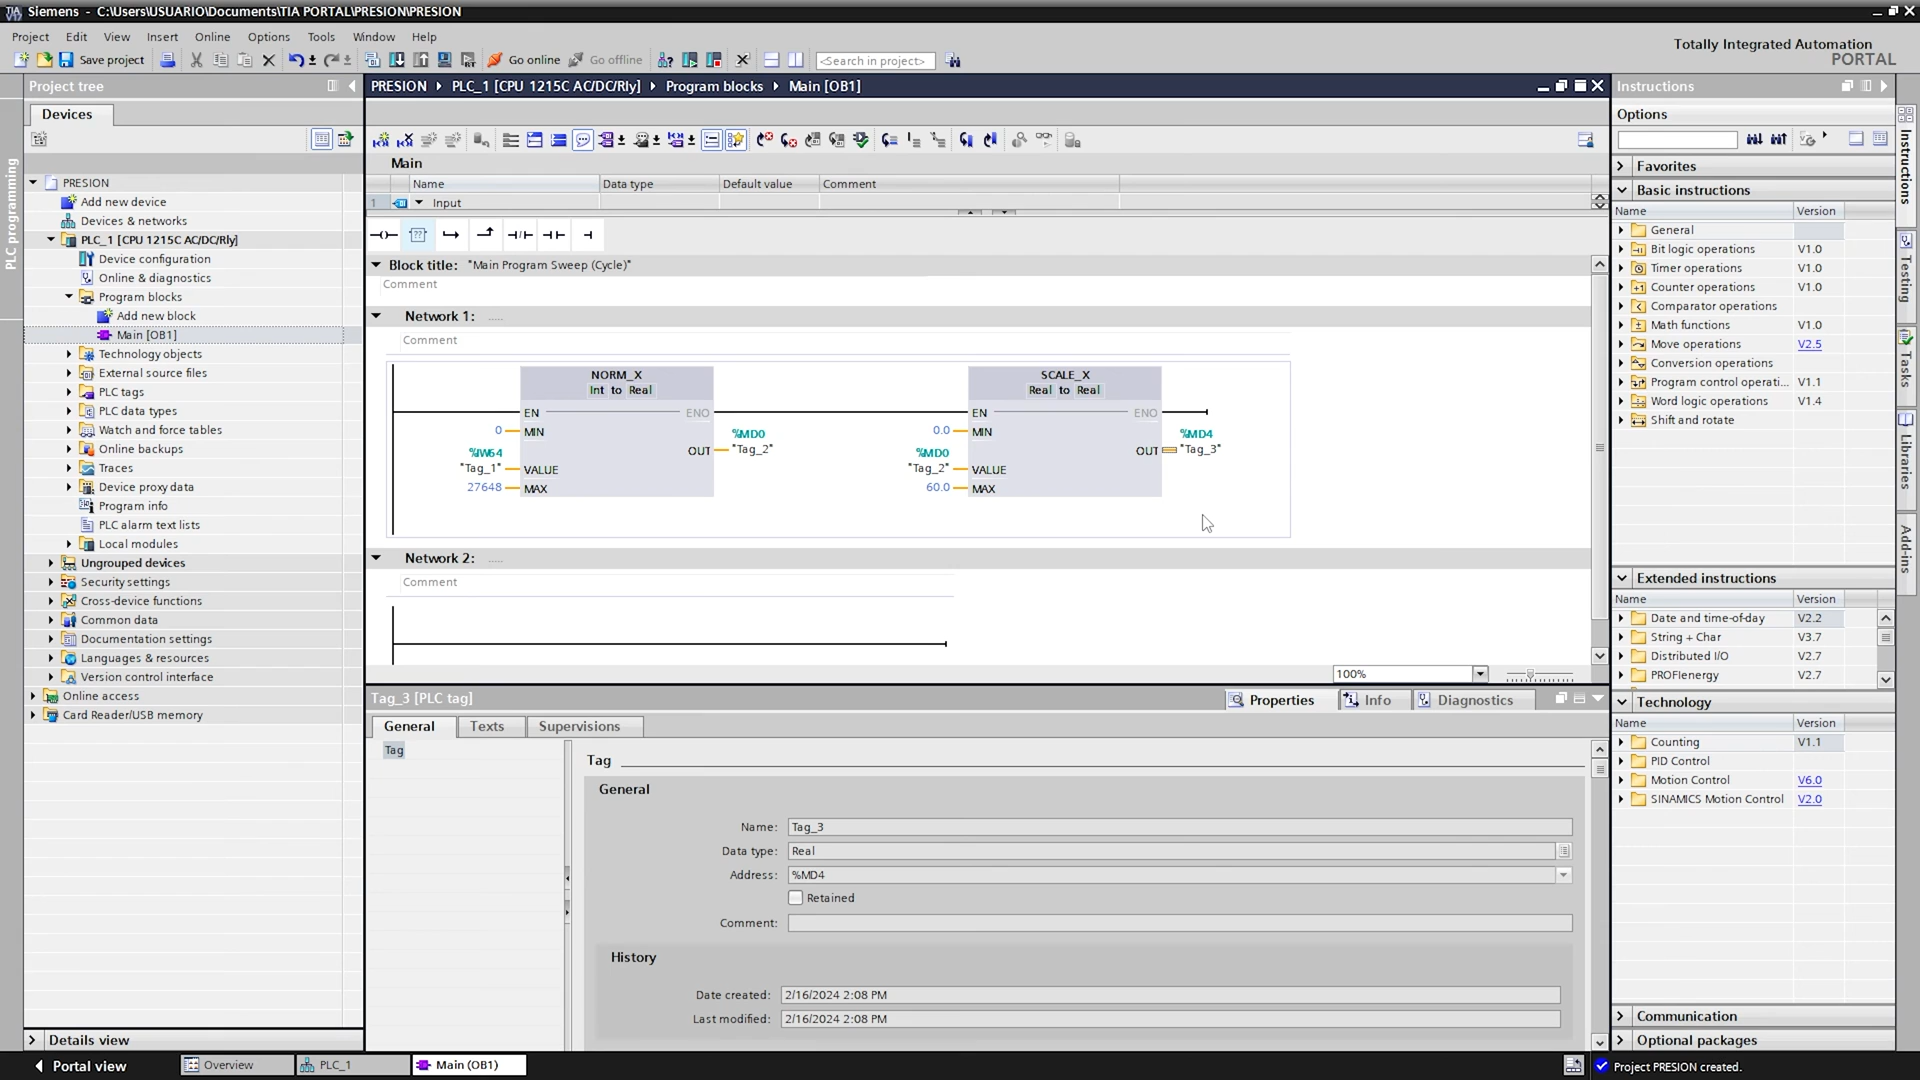 Siemens - C:\Users\USUARIO\Documents\TIA PORTAL\PRESION\PRESION
Project Edit View Insert Online Options Tools Window Help
Totally Integrated Automation
PORTAL
Save project Go online Go offline <Search in project>
Project tree
PRESION PLC_1 [CPU 1215C AC/DC/Rly] Program blocks Main [OB1]
Instructions
Devices
Options
Main
Name Data type Default value Comment
1 Input
Block title: "Main Program Sweep (Cycle)"
Comment
Network 1: .....
Comment
NORM_X
Int to Real
EN ENO
0 MIN
%MD0
OUT "Tag_2"
%IW64
"Tag_1" VALUE
27648 MAX
SCALE_X
Real to Real
EN ENO
0.0 MIN
%MD4
OUT "Tag_3"
%MD0
"Tag_2" VALUE
60.0 MAX
Network 2: .....
Comment
100%
PLC programming
PRESION
Add new device
Devices & networks
PLC_1 [CPU 1215C AC/DC/Rly]
Device configuration
Online & diagnostics
Program blocks
Add new block
Main [OB1]
Technology objects
External source files
PLC tags
PLC data types
Watch and force tables
Online backups
Traces
Device proxy data
Program info
PLC alarm text lists
Local modules
Ungrouped devices
Security settings
Cross-device functions
Common data
Documentation settings
Languages & resources
Version control interface
Online access
Card Reader/USB memory
Details view
Tag_3 [PLC tag]
Properties Info Diagnostics
General Texts Supervisions
Tag
Tag
General
Name: Tag_3
Data type: Real
Address: %MD4
Retained
Comment:
History
Date created: 2/16/2024 2:08 PM
Last modified: 2/16/2024 2:08 PM
Favorites
Basic instructions
Name Version
General
Bit logic operations V1.0
Timer operations V1.0
Counter operations V1.0
Comparator operations
Math functions V1.0
Move operations V2.5
Conversion operations
Program control operati... V1.1
Word logic operations V1.4
Shift and rotate
Extended instructions
Name Version
Date and time-of-day V2.2
String + Char V3.7
Distributed I/O V2.7
PROFIenergy V2.7
Technology
Name Version
Counting V1.1
PID Control
Motion Control V6.0
SINAMICS Motion Control V2.0
Communication
Optional packages
Instructions
Testing
Tasks
Libraries
Add-ins
Portal view Overview PLC_1 Main (OB1)
Project PRESION created.